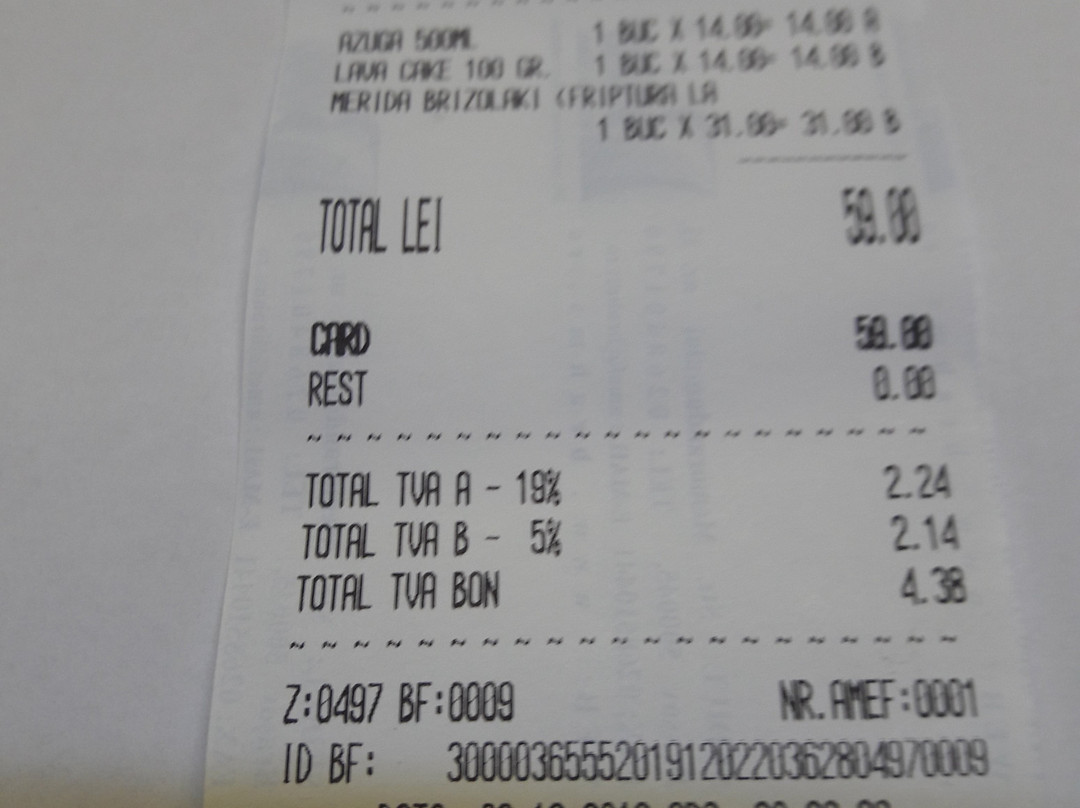 AZUGA 500ML 1 BUC X 14.00= 14.00 A
LAVA CAKE 100 GR. 1 BUC X 14.00= 14.00 B
MERIDA BRIZOLAKI (FRIPTURA LA
1 BUC X 31.00= 31.00 B
TOTAL LEI 59.00
CARD 59.00
REST 0.00
~ ~ ~ ~ ~ ~ ~ ~ ~ ~ ~ ~ ~ ~ ~ ~ ~ ~ ~ ~ ~
TOTAL TVA A - 19% 2.24
TOTAL TVA B - 5% 2.14
TOTAL TVA BON 4.38
~ ~ ~ ~ ~ ~ ~ ~ ~ ~ ~ ~ ~ ~ ~ ~ ~ ~ ~ ~ ~
Z:0497 BF:0009 NR.AMEF:0001
ID BF: 30000365552019120220362804970009